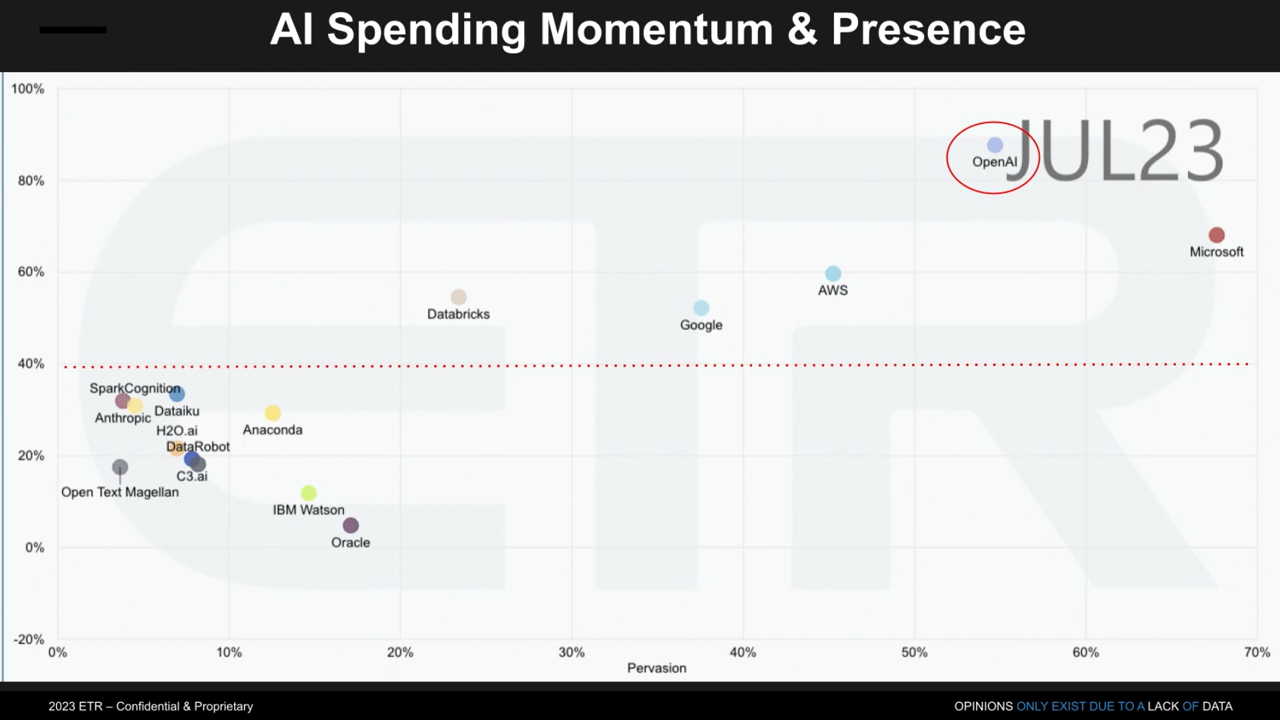 AI Spending Momentum & Presence
100%
80%
60%
40%
20%
0%
-20%
ETR
JUL23
OpenAI
Microsoft
AWS
Databricks
Google
SparkCognition
Anthropic
Dataiku
H2O.ai
DataRobot
C3.ai
Anaconda
Open Text Magellan
IBM Watson
Oracle
0% 10% 20% 30% 40% 50% 60% 70%
Pervasion
2023 ETR – Confidential & Proprietary
OPINIONS ONLY EXIST DUE TO A LACK OF DATA